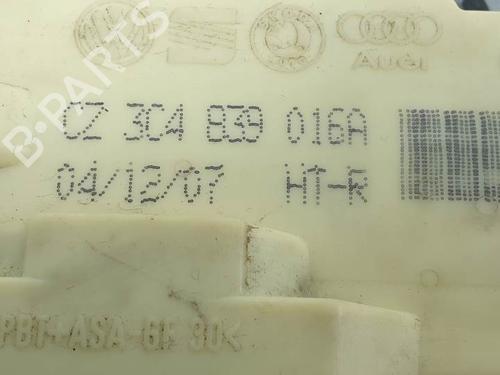 Audi
CZ 3C4 839 016A
04/12/07 HT-R
PBT+ASA-GF 30<
B-PARTS